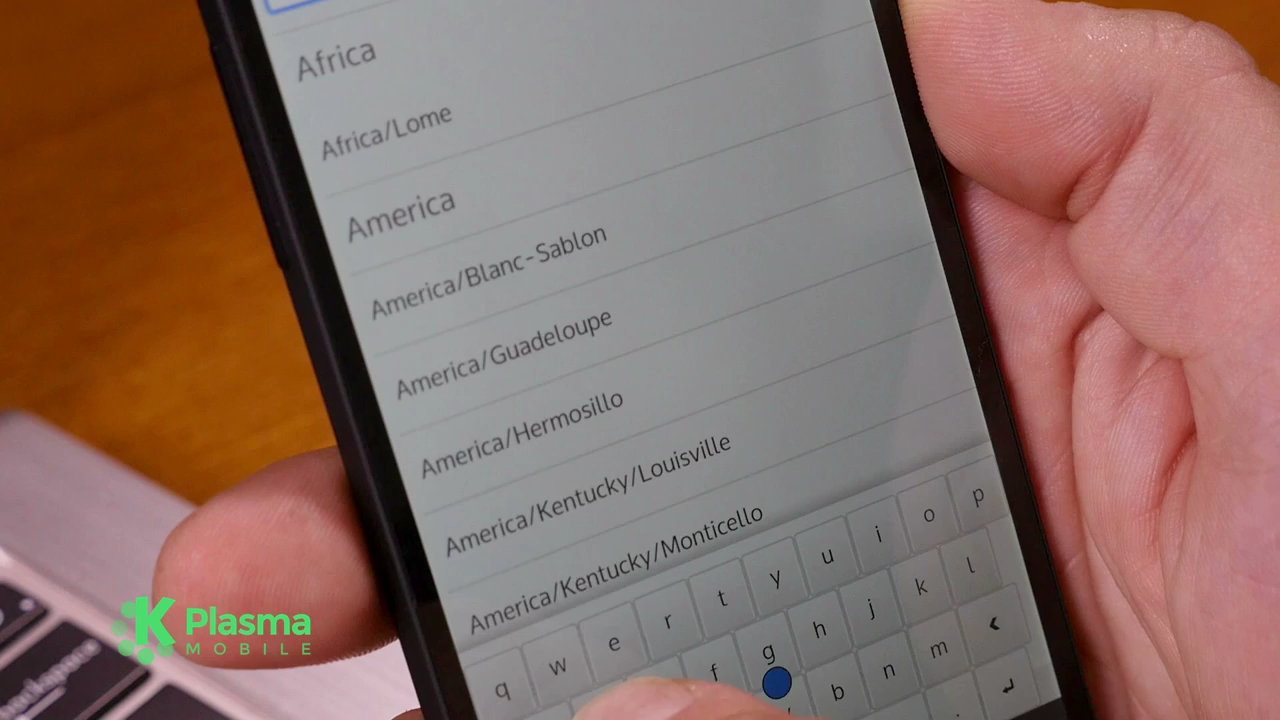 Africa
Africa/Lome
America
America/Blanc-Sablon
America/Guadeloupe
America/Hermosillo
America/Kentucky/Louisville
America/Kentucky/Monticello
q w e r t y u i o p
f g h j k l
b n m
.
K Plasma
MOBILE